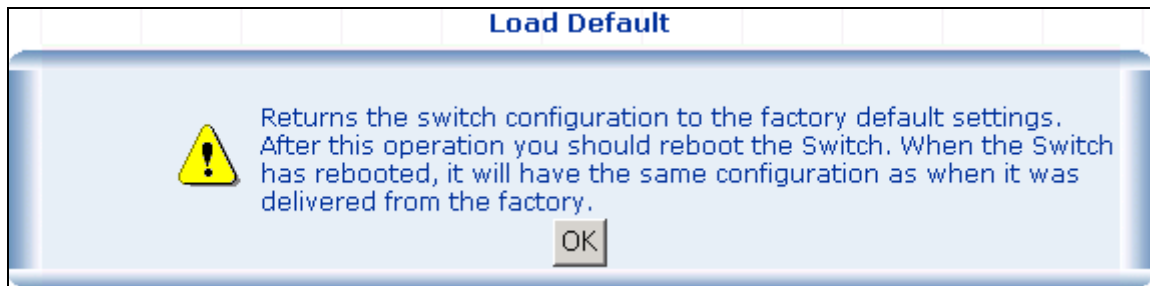 Load Default
Returns the switch configuration to the factory default settings.
After this operation you should reboot the Switch. When the Switch
has rebooted, it will have the same configuration as when it was
delivered from the factory.
OK